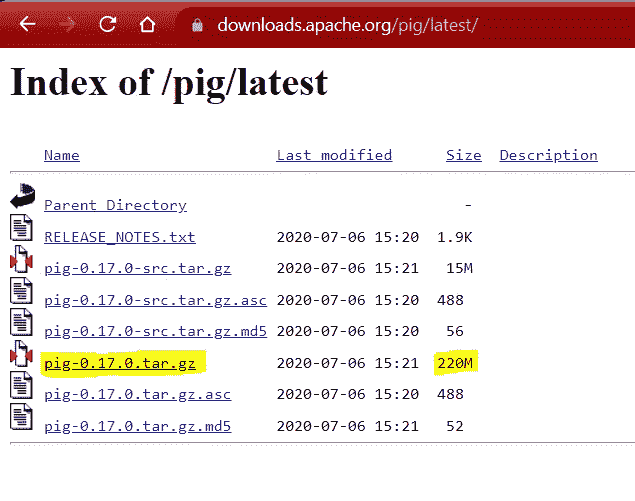 downloads.apache.org/pig/latest/
Index of /pig/latest
Name Last modified Size Description
Parent Directory -
RELEASE_NOTES.txt 2020-07-06 15:20 1.9K
pig-0.17.0-src.tar.gz 2020-07-06 15:21 15M
pig-0.17.0-src.tar.gz.asc 2020-07-06 15:20 488
pig-0.17.0-src.tar.gz.md5 2020-07-06 15:20 56
pig-0.17.0.tar.gz 2020-07-06 15:21 220M
pig-0.17.0.tar.gz.asc 2020-07-06 15:20 488
pig-0.17.0.tar.gz.md5 2020-07-06 15:21 52